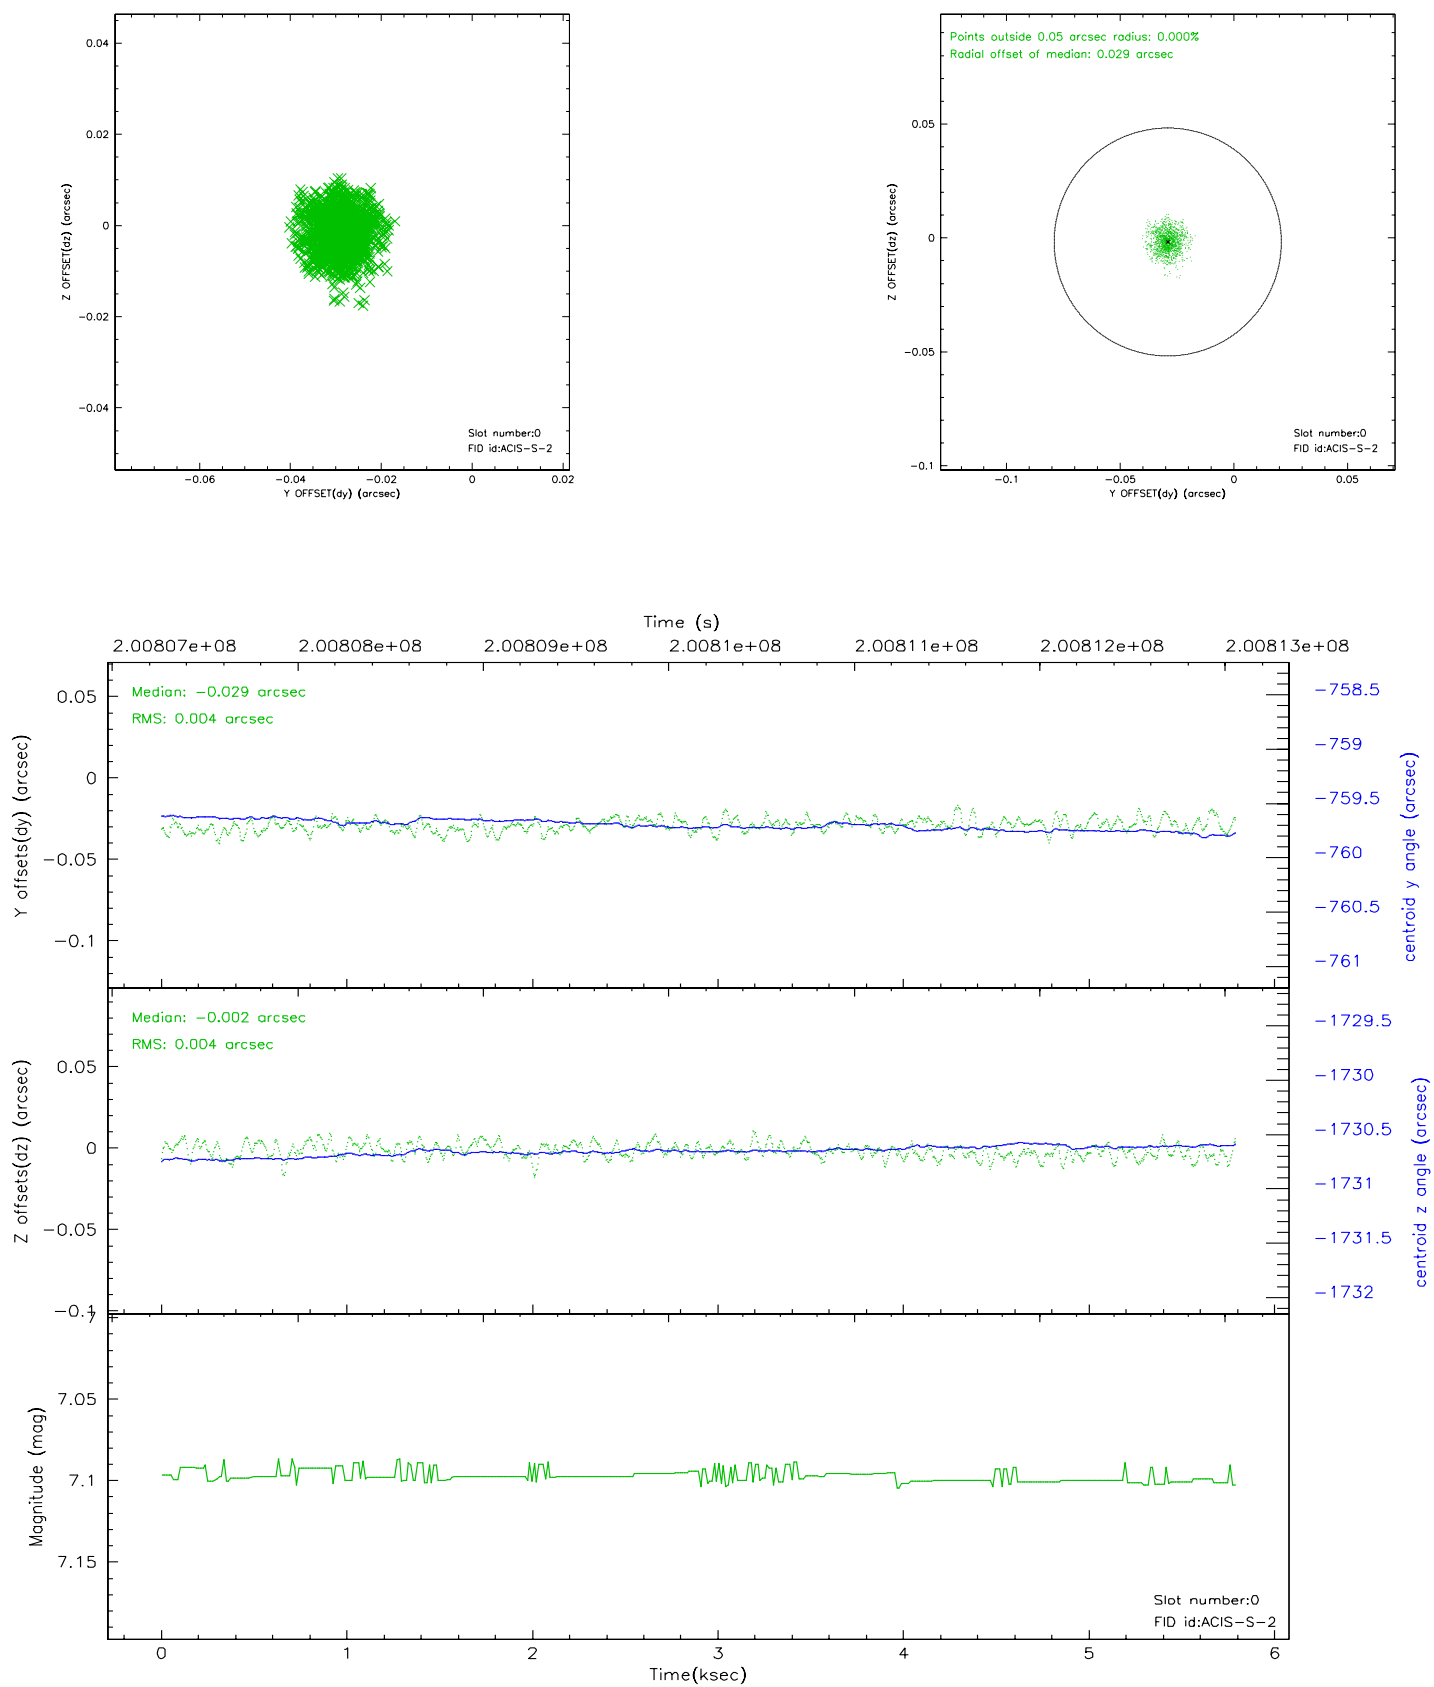 0.04
0.02
0
-0.02
-0.04
Z OFFSET(dz) (arcsec)
Slot number:0
FID id:ACIS-S-2
-0.06 -0.04 -0.02 0 0.02
Y OFFSET(dy) (arcsec)
Points outside 0.05 arcsec radius: 0.000%
Radial offset of median: 0.029 arcsec
0.05
0
-0.05
-0.1
Z OFFSET(dz) (arcsec)
Slot number:0
FID id:ACIS-S-2
-0.1 -0.05 0 0.05
Y OFFSET(dy) (arcsec)
Time (s)
2.00807e+08 2.00808e+08 2.00809e+08 2.0081e+08 2.00811e+08 2.00812e+08 2.00813e+08
Median: -0.029 arcsec
RMS: 0.004 arcsec
0.05
0
-0.05
-0.1
Y offsets(dy) (arcsec)
-758.5
-759
-759.5
-760
-760.5
-761
centroid y angle (arcsec)
Median: -0.002 arcsec
RMS: 0.004 arcsec
0.05
0
-0.05
-0.1
Z offsets(dz) (arcsec)
-1729.5
-1730
-1730.5
-1731
-1731.5
-1732
centroid z angle (arcsec)
7
7.05
7.1
7.15
Magnitude (mag)
Slot number:0
FID id:ACIS-S-2
0 1 2 3 4 5 6
Time(ksec)